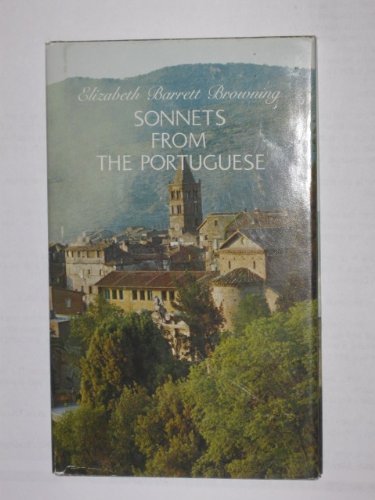 Elizabeth Barrett Browning
SONNETS
FROM
THE PORTUGUESE